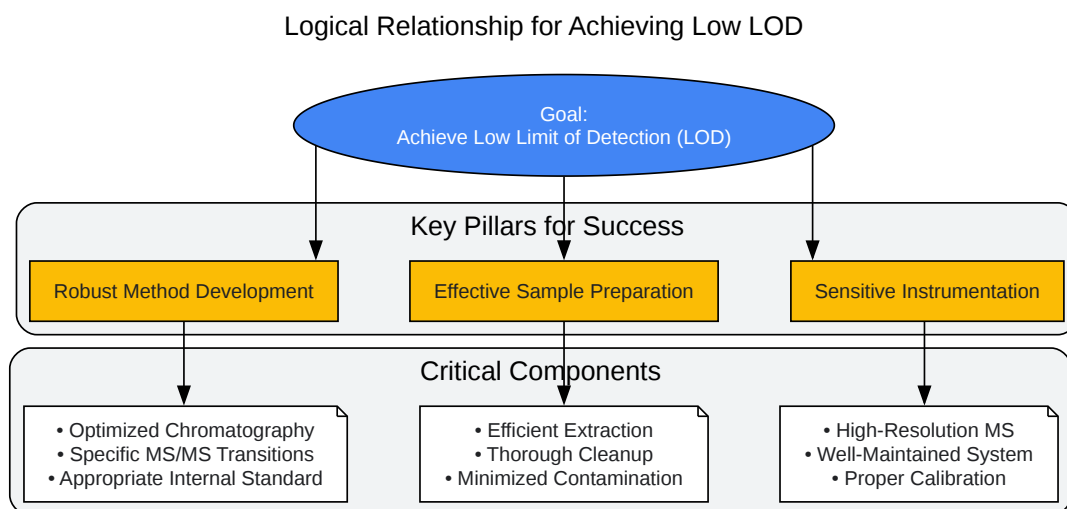 Logical Relationship for Achieving Low LOD
Goal:
Achieve Low Limit of Detection (LOD)
Key Pillars for Success
Robust Method Development
Effective Sample Preparation
Sensitive Instrumentation
Critical Components
• Optimized Chromatography
• Specific MS/MS Transitions
• Appropriate Internal Standard
• Efficient Extraction
• Thorough Cleanup
• Minimized Contamination
• High-Resolution MS
• Well-Maintained System
• Proper Calibration